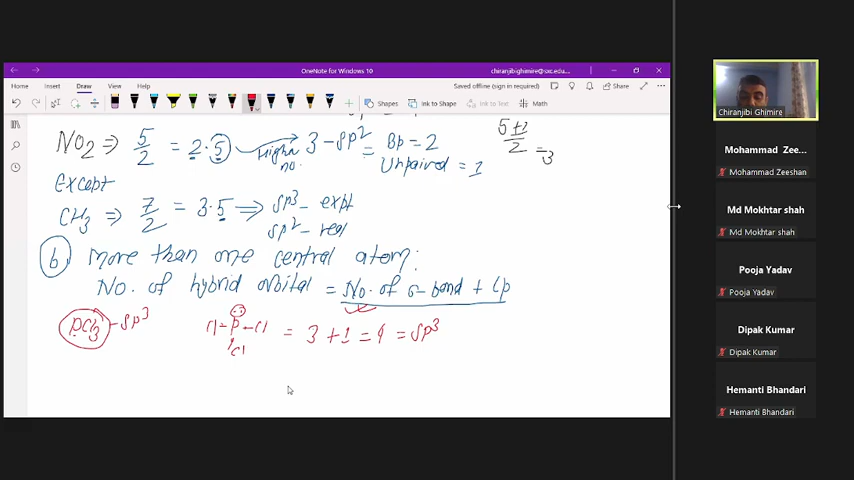 OneNote for Windows 10
chiranjibighimire@sxc.edu...
Home Insert Draw View Help
Saved offline (sign in required) Share
Shapes Ink to Shape Math
NO2 ⇒ 5/2 = 2.5 Higher no. 3 - sp2 = Bp = 2
Unpaired = 1
5+1/2 = 3
Except
CH3 ⇒ 7/2 = 3.5 ⇒ sp3 - expt
sp2 - real
(b) More than one central atom:
No. of hybrid orbital = No. of σ-bond + lp
PCl3 - sp3
Cl-P-Cl = 3 + 1 = 4 = sp3
Cl
Chiranjibi Ghimire
Mohammad Zee...
Mohammad Zeeshan
Md Mokhtar shah
Md Mokhtar shah
Pooja Yadav
Pooja Yadav
Dipak Kumar
Dipak Kumar
Hemanti Bhandari
Hemanti Bhandari